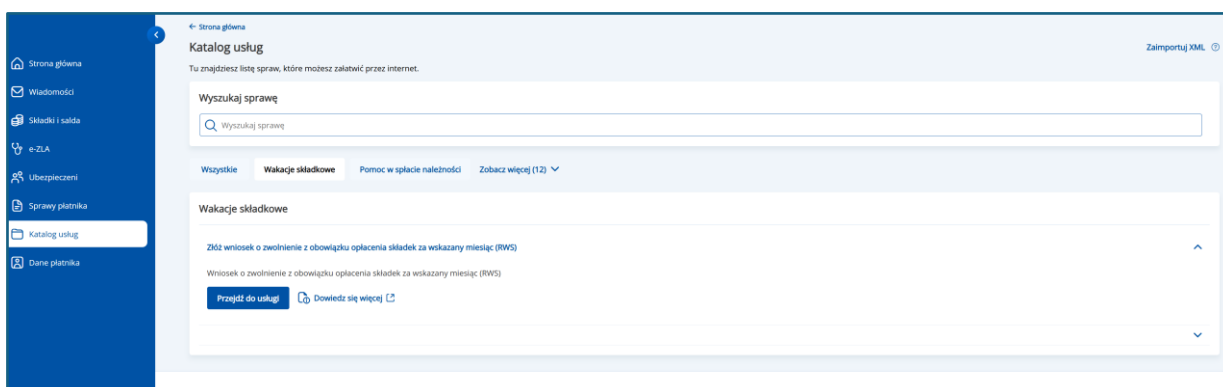 Strona główna
Wiadomości
Składki i salda
e-ZLA
Ubezpieczeni
Sprawy płatnika
Katalog usług
Dane płatnika
← Strona główna
Katalog usług
Zaimportuj XML
Tu znajdziesz listę spraw, które możesz załatwić przez internet.
Wyszukaj sprawę
Wyszukaj sprawę
Wszystkie Wakacje składkowe Pomoc w spłacie należności Zobacz więcej (12)
Wakacje składkowe
Złóż wniosek o zwolnienie z obowiązku opłacenia składek za wskazany miesiąc (RWS)
Wniosek o zwolnienie z obowiązku opłacenia składek za wskazany miesiąc (RWS)
Przejdź do usługi Dowiedz się więcej